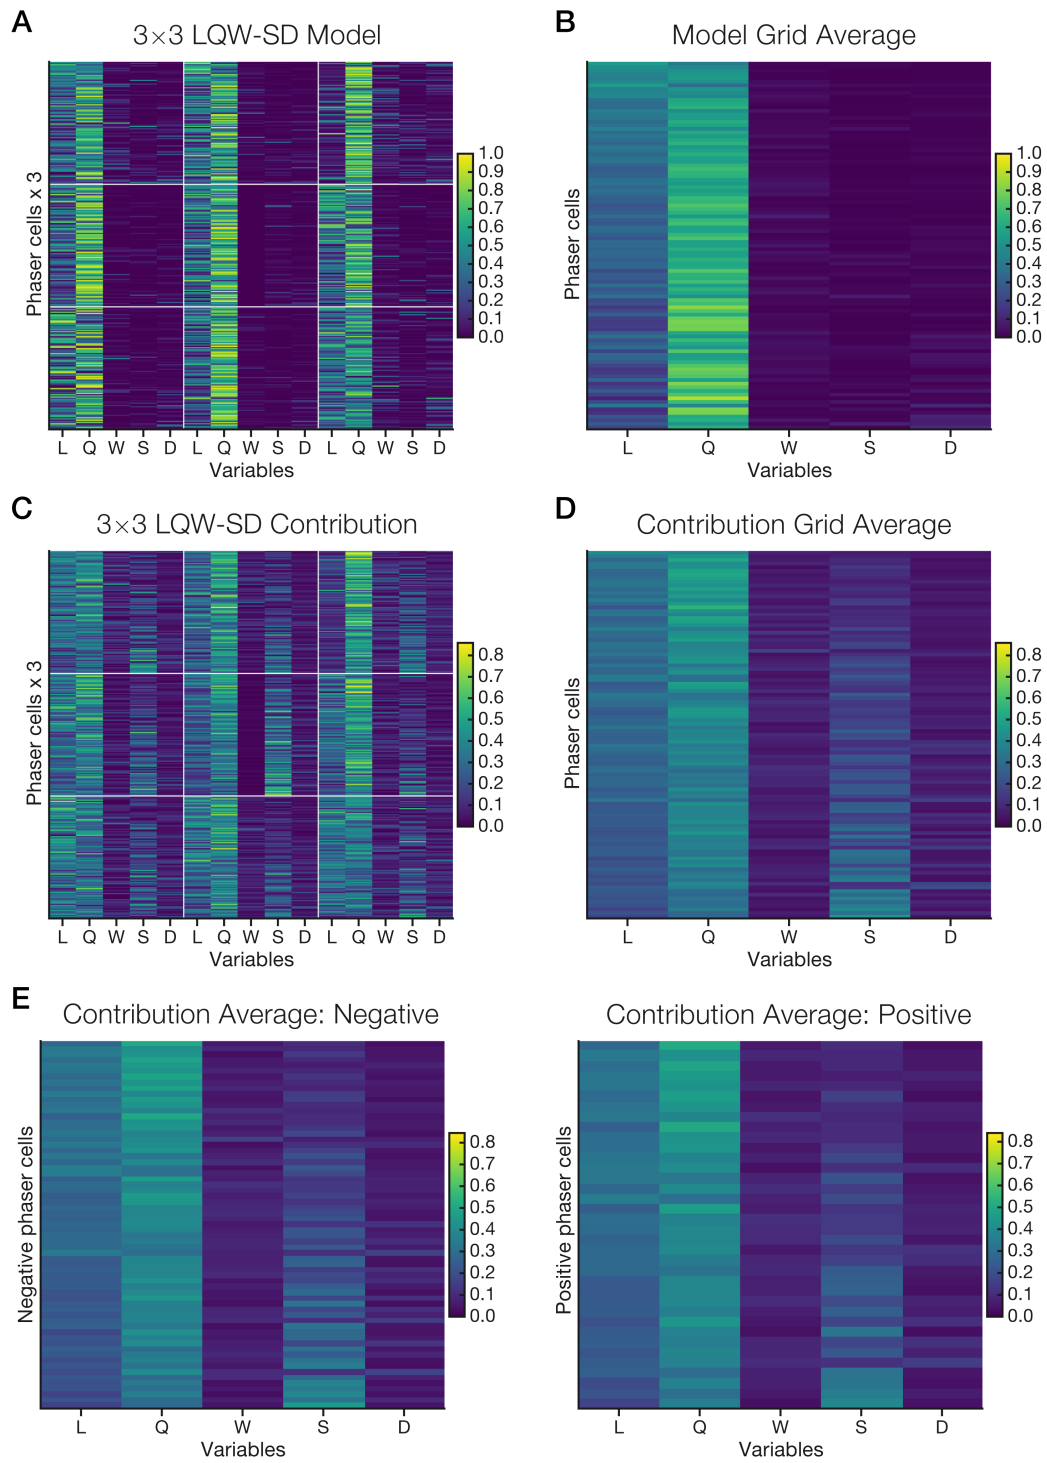 A
3×3 LQW-SD Model
Phaser cells x 3
L Q W S D L Q W S D L Q W S D
Variables
1.0
0.9
0.8
0.7
0.6
0.5
0.4
0.3
0.2
0.1
0.0
B
Model Grid Average
Phaser cells
L Q W S D
Variables
1.0
0.9
0.8
0.7
0.6
0.5
0.4
0.3
0.2
0.1
0.0
C
3×3 LQW-SD Contribution
Phaser cells x 3
L Q W S D L Q W S D L Q W S D
Variables
0.8
0.7
0.6
0.5
0.4
0.3
0.2
0.1
0.0
D
Contribution Grid Average
Phaser cells
L Q W S D
Variables
0.8
0.7
0.6
0.5
0.4
0.3
0.2
0.1
0.0
E
Contribution Average: Negative
Negative phaser cells
L Q W S D
Variables
0.8
0.7
0.6
0.5
0.4
0.3
0.2
0.1
0.0
Contribution Average: Positive
Positive phaser cells
L Q W S D
Variables
0.8
0.7
0.6
0.5
0.4
0.3
0.2
0.1
0.0